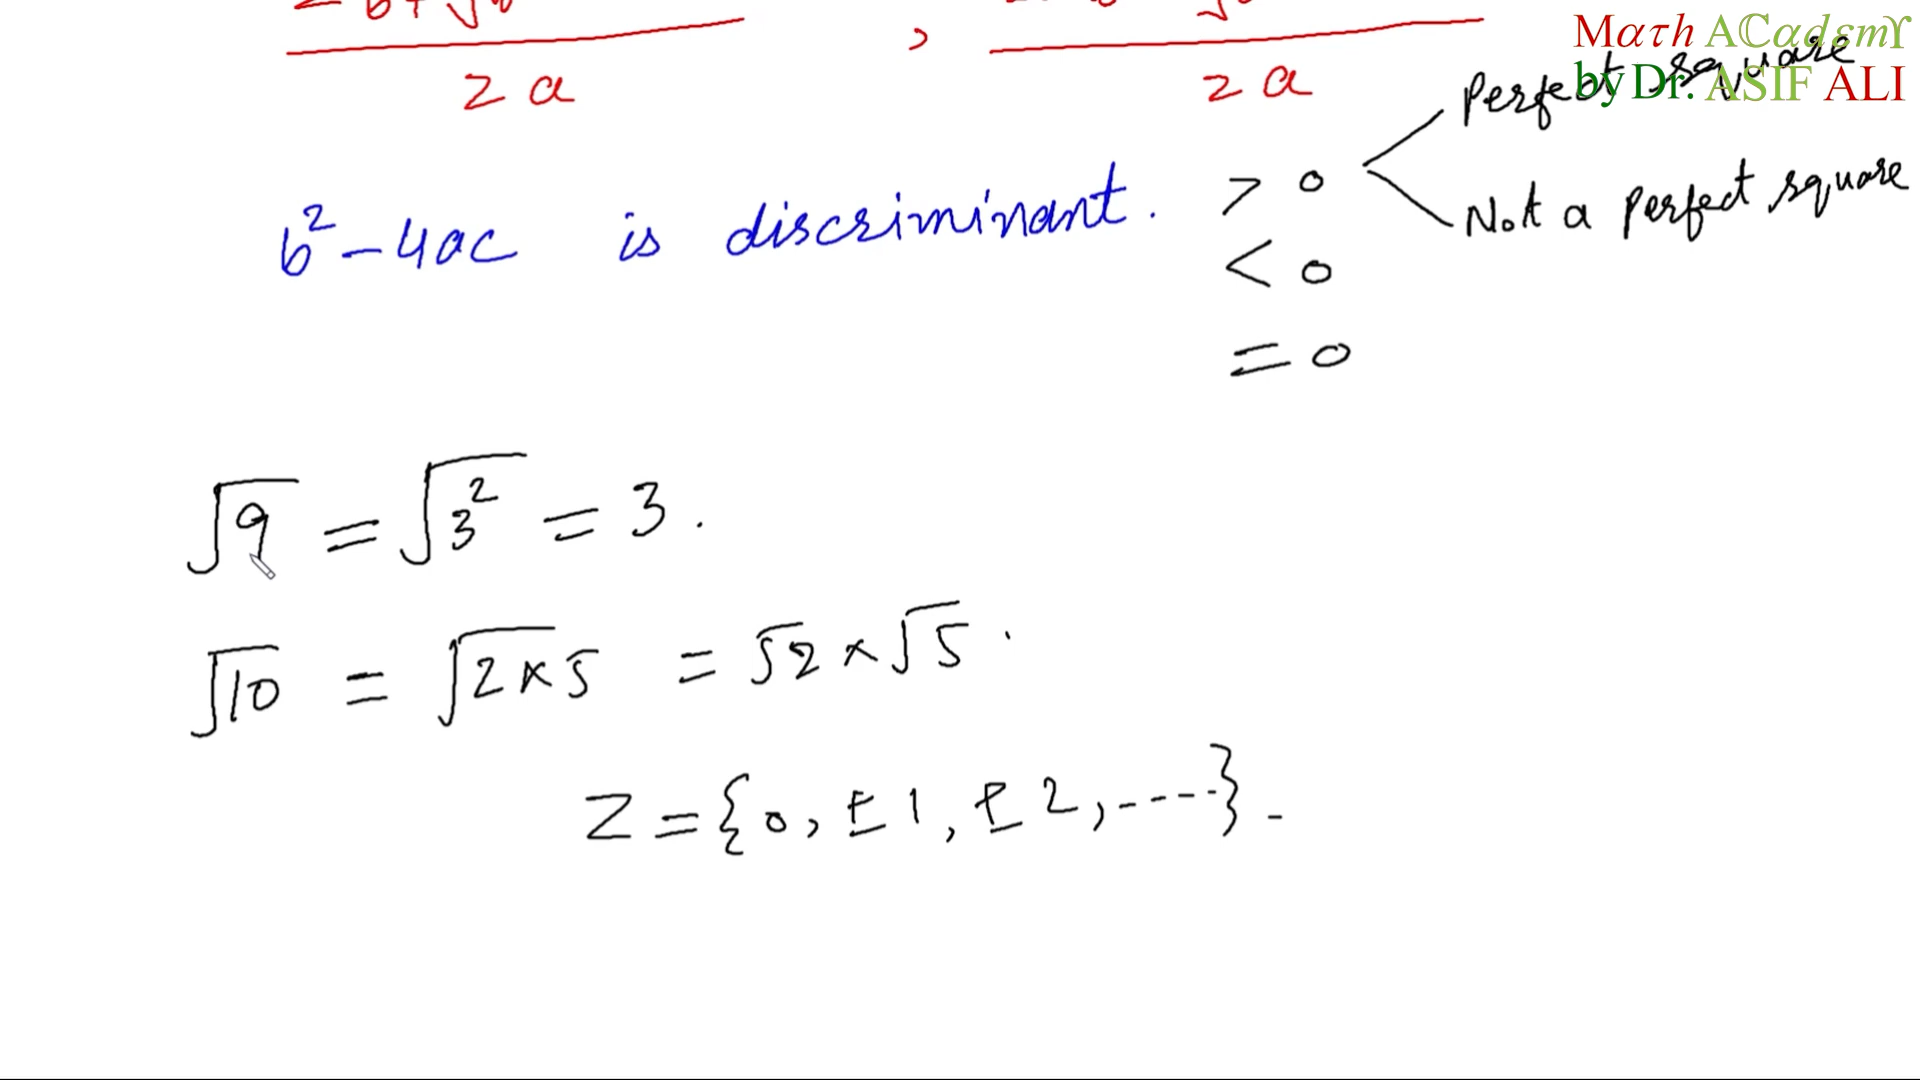 2a , 2a
Math ACademy
by Dr. ASIF ALI
Perfect square
b² - 4ac is discriminant. > 0
Not a perfect square
< 0
= 0
√9 = √3² = 3.
√10 = √2×5 = √2 × √5.
Z = {0, ±1, ±2, ----}.